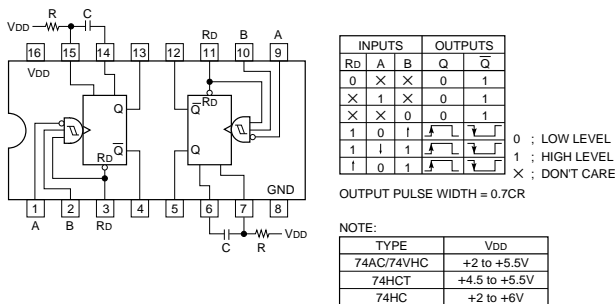 VDD R C
RD B A
16 15 14 13 12 11 10 9
VDD
Q Q RD
RD
Q Q
GND
1 2 3 4 5 6 7 8
A B RD
C R VDD
INPUTS OUTPUTS
RD A B Q Q
0 × × 0 1
× 1 × 0 1
× × 0 0 1
1 0 ↑
1 ↓ 1
↑ 0 1
0 ; LOW LEVEL
1 ; HIGH LEVEL
× ; DON'T CARE
OUTPUT PULSE WIDTH = 0.7CR
NOTE:
TYPE VDD
74AC/74VHC +2 to +5.5V
74HCT +4.5 to +5.5V
74HC +2 to +6V